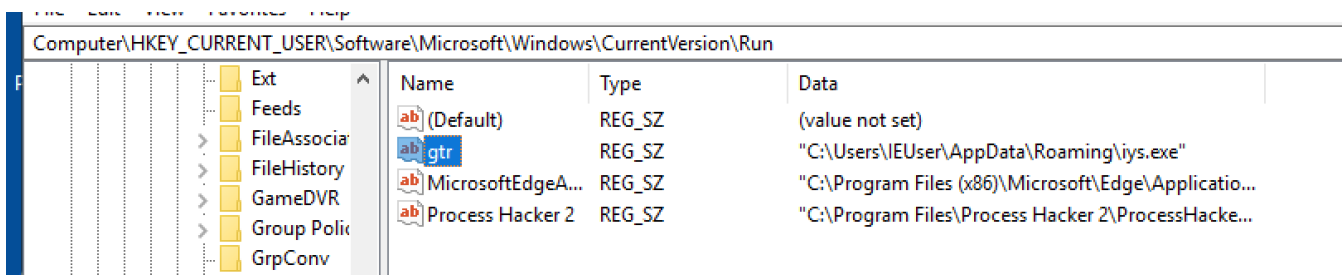 Computer\HKEY_CURRENT_USER\Software\Microsoft\Windows\CurrentVersion\Run
Ext
Feeds
FileAssocia
FileHistory
GameDVR
Group Polic
GrpConv
Name Type Data
(Default) REG_SZ (value not set)
gtr REG_SZ "C:\Users\IEUser\AppData\Roaming\iys.exe"
MicrosoftEdgeA... REG_SZ "C:\Program Files (x86)\Microsoft\Edge\Applicatio...
Process Hacker 2 REG_SZ "C:\Program Files\Process Hacker 2\ProcessHacke...